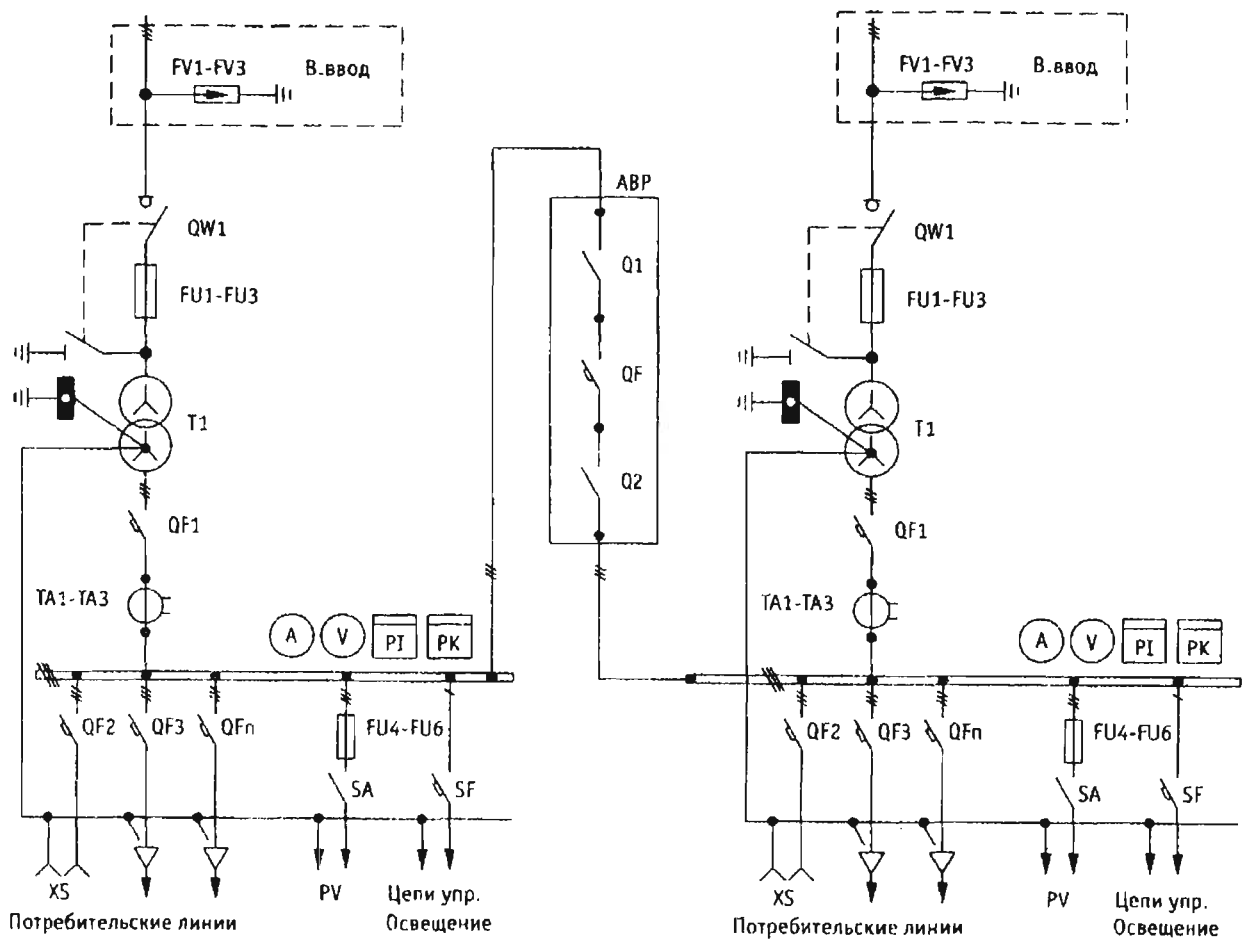 FV1-FV3
В.ввод
QW1
FU1-FU3
T1
QF1
TA1-TA3
A
V
PI
PK
QF2
QF3
QFп
FU4-FU6
SA
SF
XS
PV
Цепи упр.
Потребительские линии
Освещение
АВР
Q1
QF
Q2
FV1-FV3
В.ввод
QW1
FU1-FU3
T1
QF1
TA1-TA3
A
V
PI
PK
QF2
QF3
QFп
FU4-FU6
SA
SF
XS
PV
Цепи упр.
Потребительские линии
Освещение